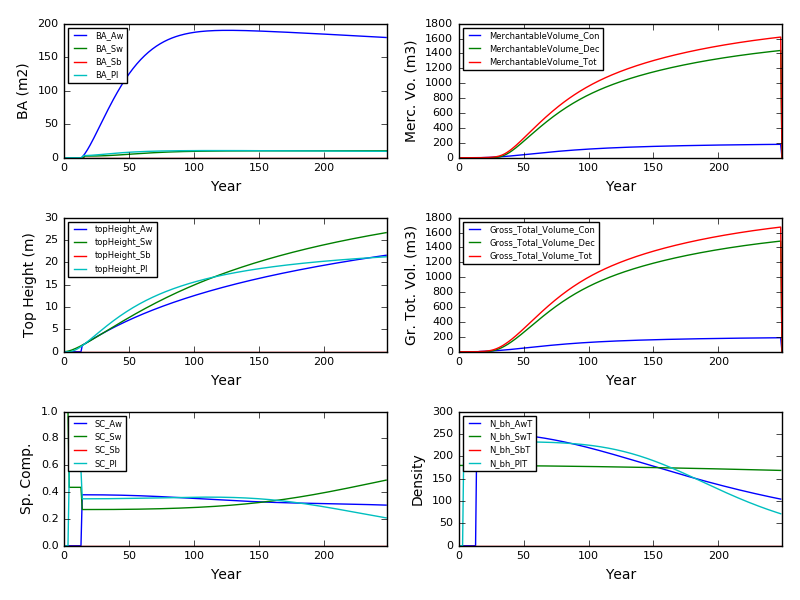 BA (m2)
200
150
100
50
0
BA_Aw
BA_Sw
BA_Sb
BA_Pl
0 50 100 150 200
Year
Merc. Vo. (m3)
1800
1600
1400
1200
1000
800
600
400
200
0
MerchantableVolume_Con
MerchantableVolume_Dec
MerchantableVolume_Tot
0 50 100 150 200
Year
Top Height (m)
30
25
20
15
10
5
0
topHeight_Aw
topHeight_Sw
topHeight_Sb
topHeight_Pl
0 50 100 150 200
Year
Gr. Tot. Vol. (m3)
1800
1600
1400
1200
1000
800
600
400
200
0
Gross_Total_Volume_Con
Gross_Total_Volume_Dec
Gross_Total_Volume_Tot
0 50 100 150 200
Year
Sp. Comp.
1.0
0.8
0.6
0.4
0.2
0.0
SC_Aw
SC_Sw
SC_Sb
SC_Pl
0 50 100 150 200
Year
Density
300
250
200
150
100
50
0
N_bh_AwT
N_bh_SwT
N_bh_SbT
N_bh_PlT
0 50 100 150 200
Year